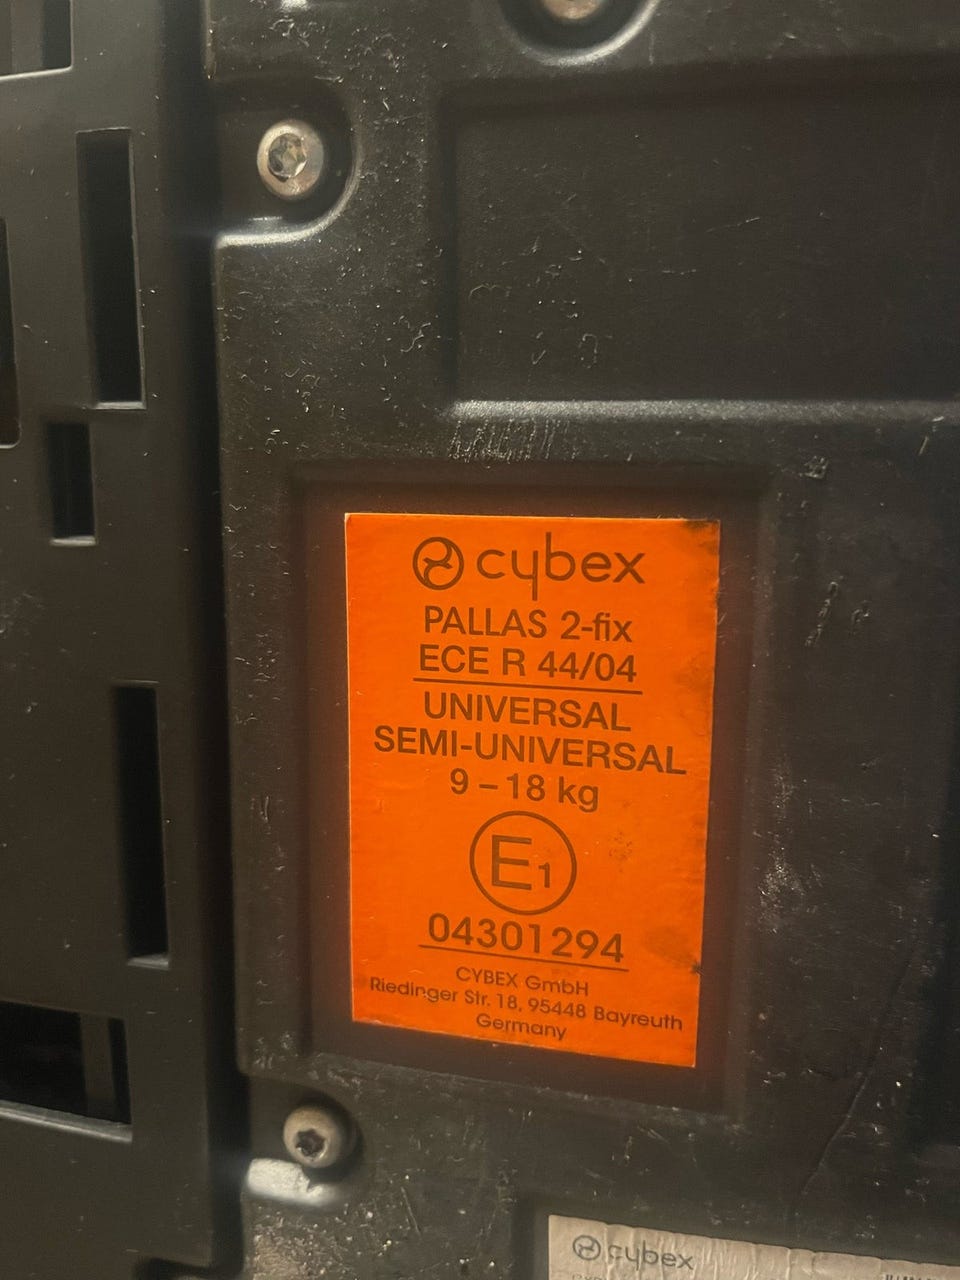 cybex
PALLAS 2-fix
ECE R 44/04
UNIVERSAL
SEMI-UNIVERSAL
9 – 18 kg
E1
04301294
CYBEX GmbH
Riedinger Str. 18, 95448 Bayreuth
Germany
cybex